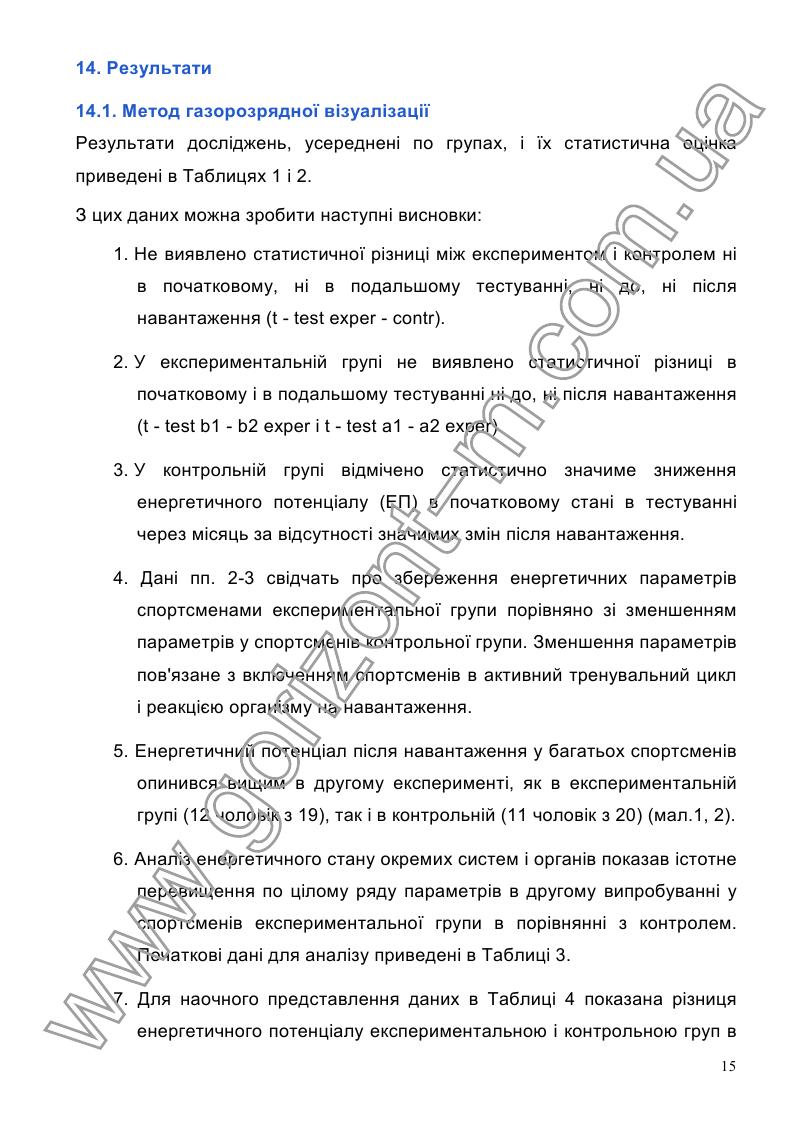 14. Результати
14.1. Метод газорозрядної візуалізації
Результати досліджень, усереднені по групах, і їх статистична оцінка
приведені в Таблицях 1 і 2.
З цих даних можна зробити наступні висновки:
1. Не виявлено статистичної різниці між експериментом і контролем ні
в початковому, ні в подальшому тестуванні, ні до, ні після
навантаження (t - test exper - contr).
2. У експериментальній групі не виявлено статистичної різниці в
початковому і в подальшому тестуванні ні до, ні після навантаження
(t - test b1 - b2 exper і t - test a1 - a2 exper)
3. У контрольній групі відмічено статистично значиме зниження
енергетичного потенціалу (ЕП) в початковому стані в тестуванні
через місяць за відсутності значимих змін після навантаження.
4. Дані пп. 2-3 свідчать про збереження енергетичних параметрів
спортсменами експериментальної групи порівняно зі зменшенням
параметрів у спортсменів контрольної групи. Зменшення параметрів
пов'язане з включенням спортсменів в активний тренувальний цикл
і реакцією організму на навантаження.
5. Енергетичний потенціал після навантаження у багатьох спортсменів
опинився вищим в другому експерименті, як в експериментальній
групі (12 чоловік з 19), так і в контрольній (11 чоловік з 20) (мал.1, 2).
6. Аналіз енергетичного стану окремих систем і органів показав істотне
перевищення по цілому ряду параметрів в другому випробуванні у
спортсменів експериментальної групи в порівнянні з контролем.
Початкові дані для аналізу приведені в Таблиці 3.
7. Для наочного представлення даних в Таблиці 4 показана різниця
енергетичного потенціалу експериментальною і контрольною груп в
15
www.gorizont-m.com.ua